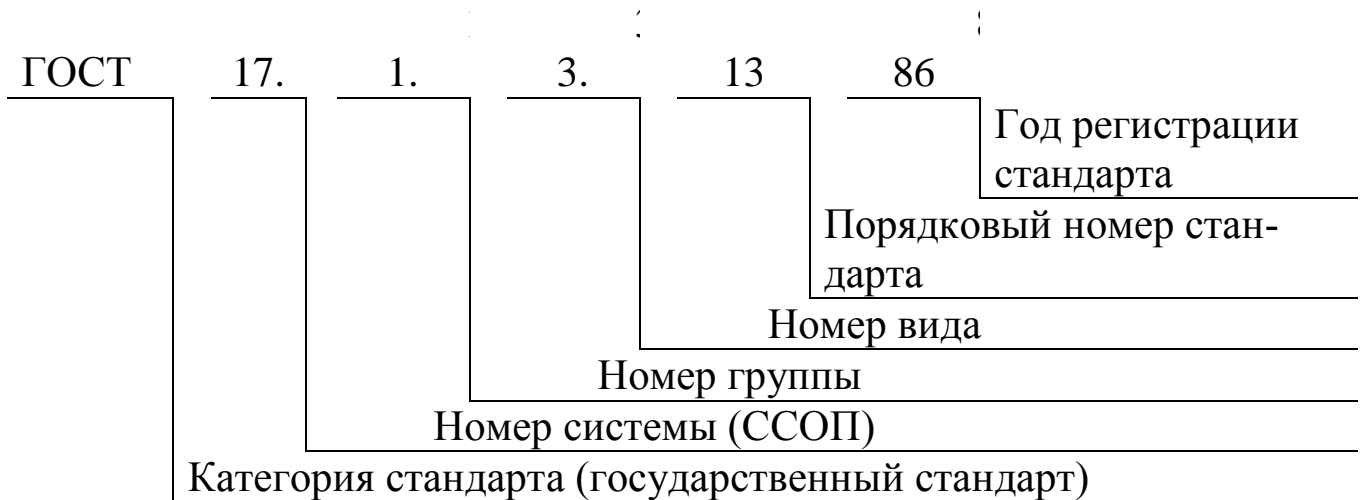 ГОСТ 17. 1. 3. 13 86
Год регистрации
стандарта
Порядковый номер стан-
дарта
Номер вида
Номер группы
Номер системы (ССОП)
Категория стандарта (государственный стандарт)